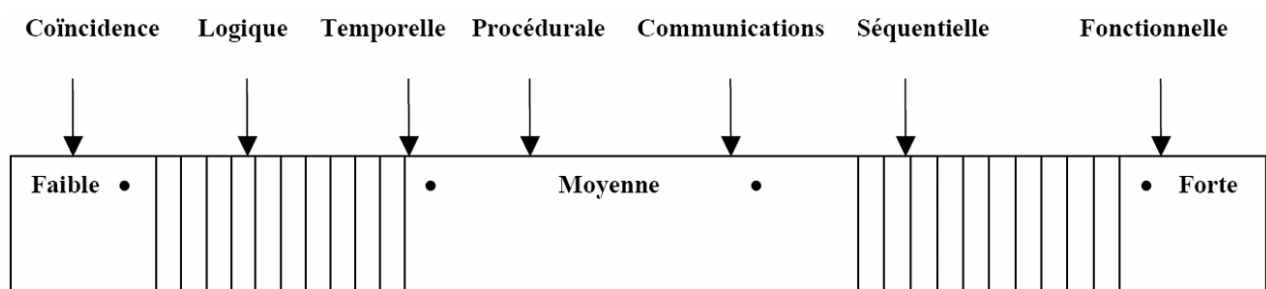 Coïncidence Logique Temporelle Procédurale Communications Séquentielle Fonctionnelle
Faible • • Moyenne • • Forte